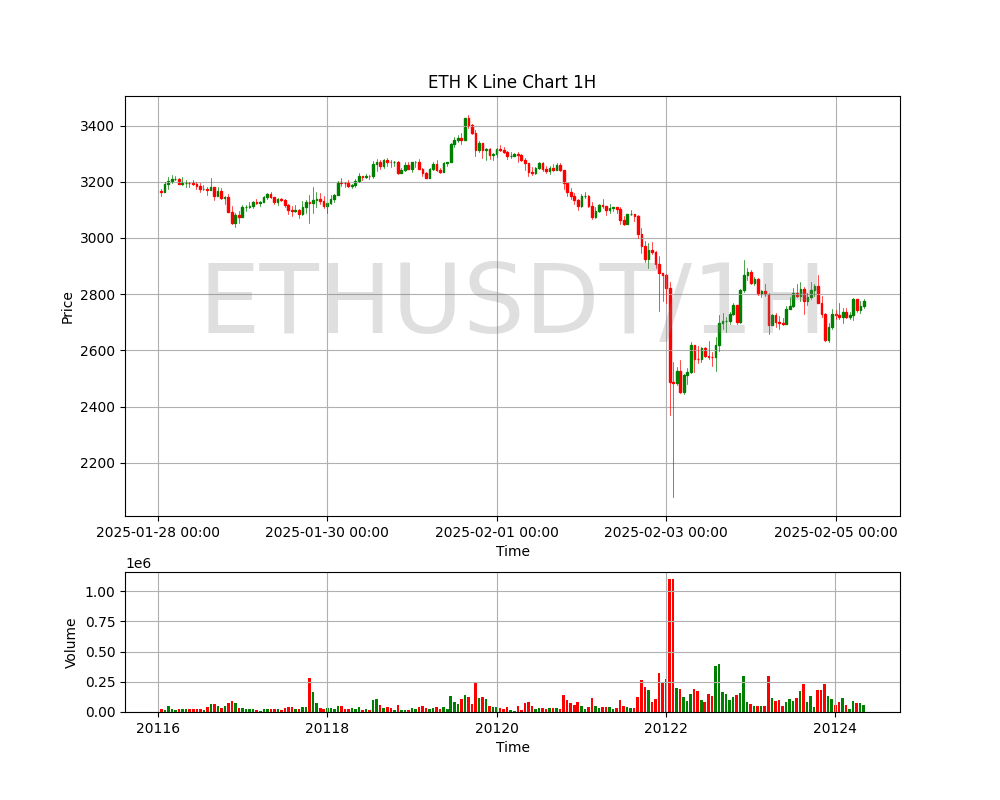 ETH K Line Chart 1H
3400
3200
3000
2800
2600
2400
2200
Price
ETHUSDT/1H
2025-01-28 00:00 2025-01-30 00:00 2025-02-01 00:00 2025-02-03 00:00 2025-02-05 00:00
Time
1e6
1.00
0.75
0.50
0.25
0.00
Volume
20116 20118 20120 20122 20124
Time